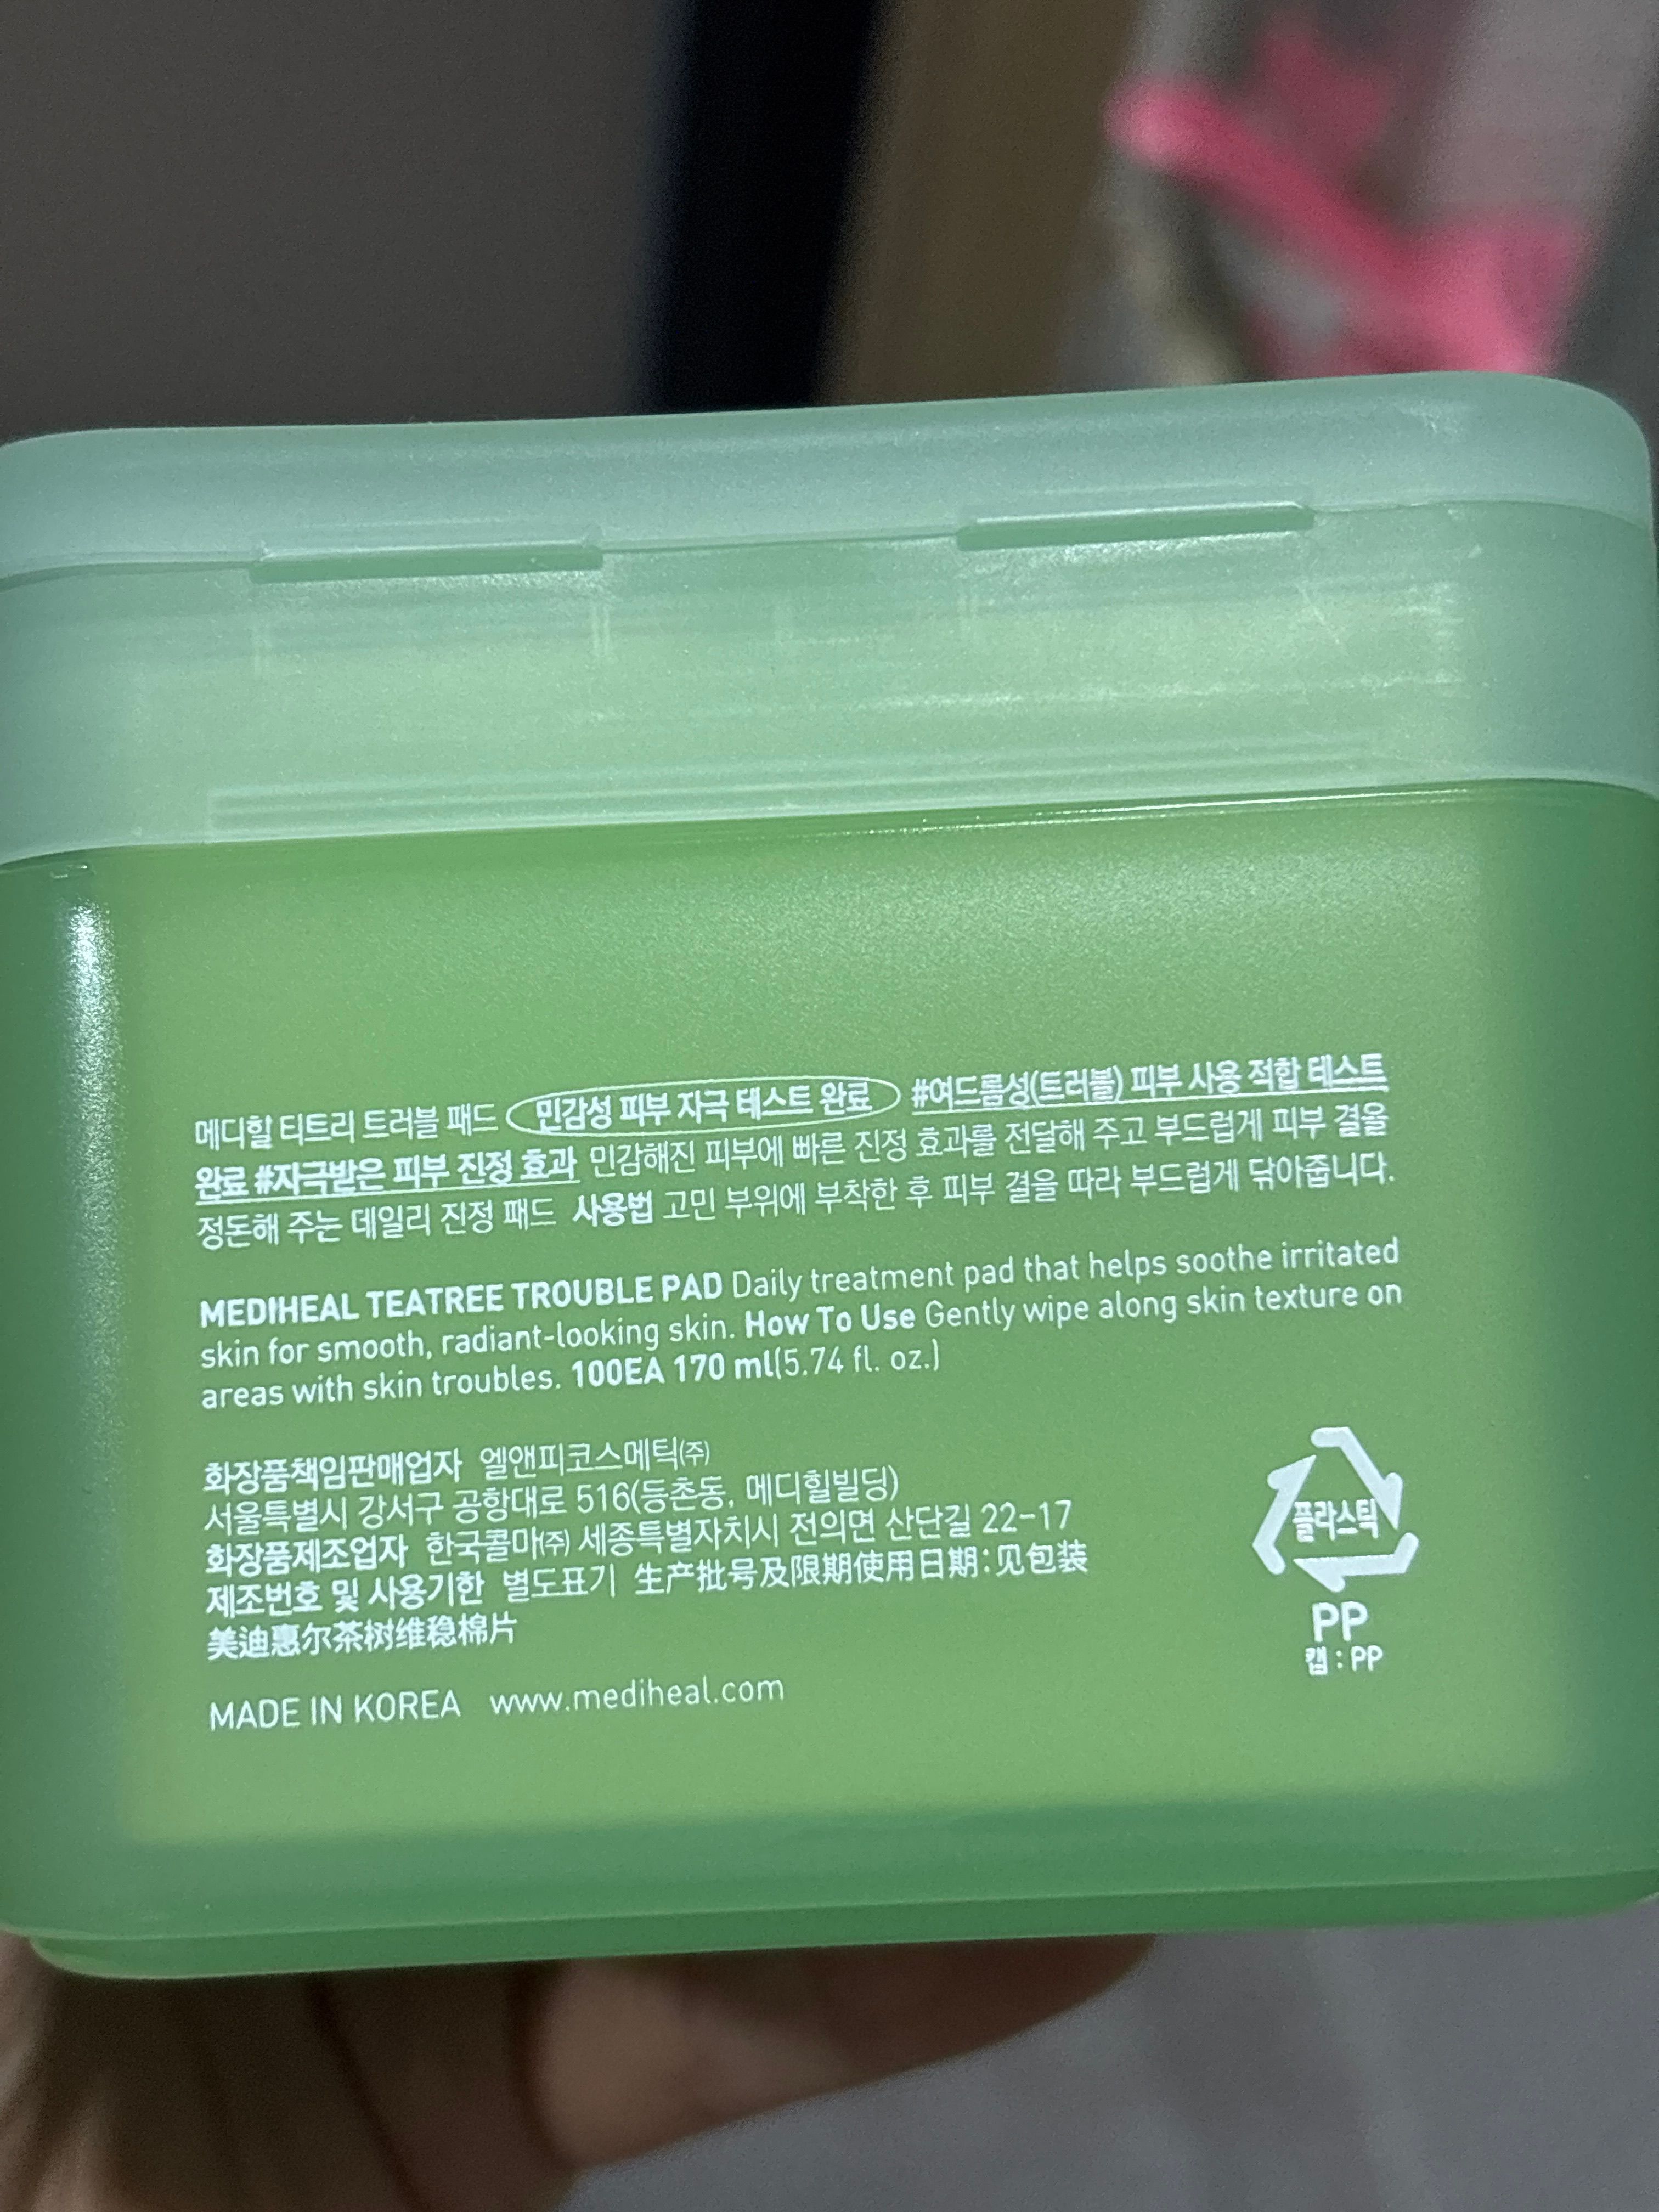 메디힐 티트리 트러블 패드 민감성 피부 자극 테스트 완료 #여드름성(트러블) 피부 사용 적합 테스트
완료 #자극받은 피부 진정 효과 민감해진 피부에 빠른 진정 효과를 전달해 주고 부드럽게 피부 결을
정돈해 주는 데일리 진정 패드 사용법 고민 부위에 부착한 후 피부 결을 따라 부드럽게 닦아줍니다.
MEDIHEAL TEATREE TROUBLE PAD Daily treatment pad that helps soothe irritated
skin for smooth, radiant-looking skin. How To Use Gently wipe along skin texture on
areas with skin troubles. 100EA 170 ml(5.74 fl. oz.)
화장품책임판매업자 엘앤피코스메틱㈜
서울특별시 강서구 공항대로 516(등촌동, 메디힐빌딩)
화장품제조업자 한국콜마㈜ 세종특별자치시 전의면 산단길 22-17
제조번호 및 사용기한 별도표기 生产批号及限期使用日期:见包装
美迪惠尔茶树维稳棉片
MADE IN KOREA www.mediheal.com
플라스틱
PP
캡 : PP